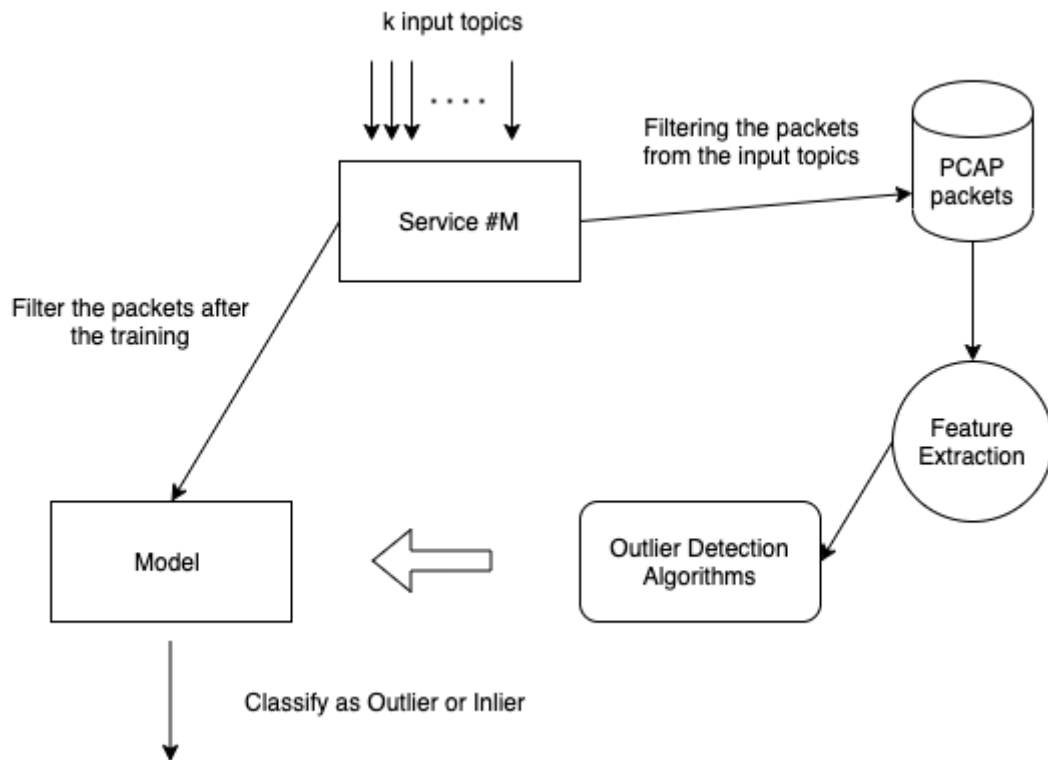 k input topics
Filtering the packets
from the input topics
PCAP
packets
Service #M
Filter the packets after
the training
Feature
Extraction
Model
Outlier Detection
Algorithms
Classify as Outlier or Inlier